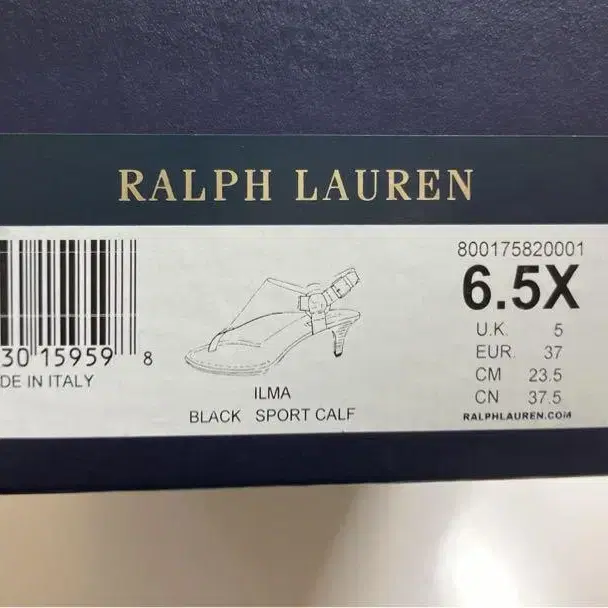 RALPH LAUREN
800175820001
6.5X
U.K. 5
EUR. 37
CM 23.5
CN 37.5
RALPHLAUREN.COM
30 15959 8
DE IN ITALY
ILMA
BLACK SPORT CALF